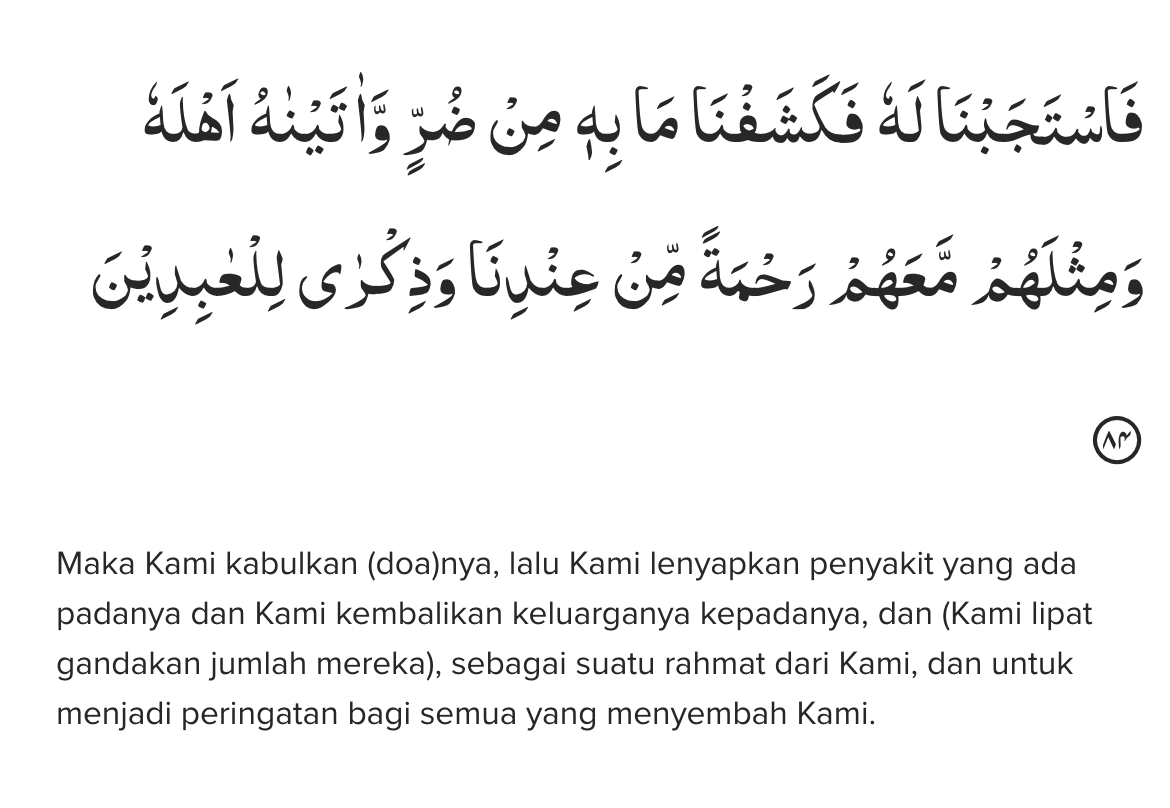 فَاسْتَجَبْنَا لَهٗ فَكَشَفْنَا مَا بِهٖ مِنْ ضُرٍّ وَّاٰتَيْنٰهُ اَهْلَهٗ
وَمِثْلَهُمْ مَّعَهُمْ رَحْمَةً مِّنْ عِنْدِنَا وَذِكْرٰى لِلْعٰبِدِيْنَ
۸۴
Maka Kami kabulkan (doa)nya, lalu Kami lenyapkan penyakit yang ada
padanya dan Kami kembalikan keluarganya kepadanya, dan (Kami lipat
gandakan jumlah mereka), sebagai suatu rahmat dari Kami, dan untuk
menjadi peringatan bagi semua yang menyembah Kami.